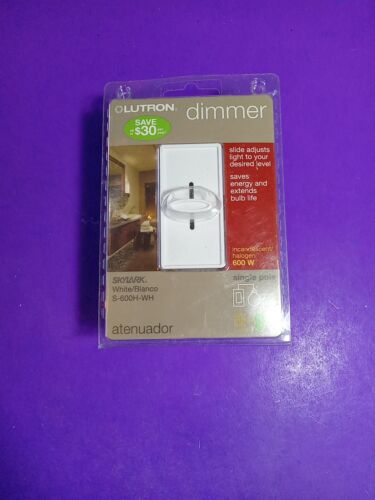 LUTRON®
dimmer
SAVE
$30
slide adjusts
light to your
desired level
saves
energy and
extends
bulb life
incandescent/
halogen
600 W
SKYLARK®
White/Blanco
S-600H-WH
single pole
atenuador